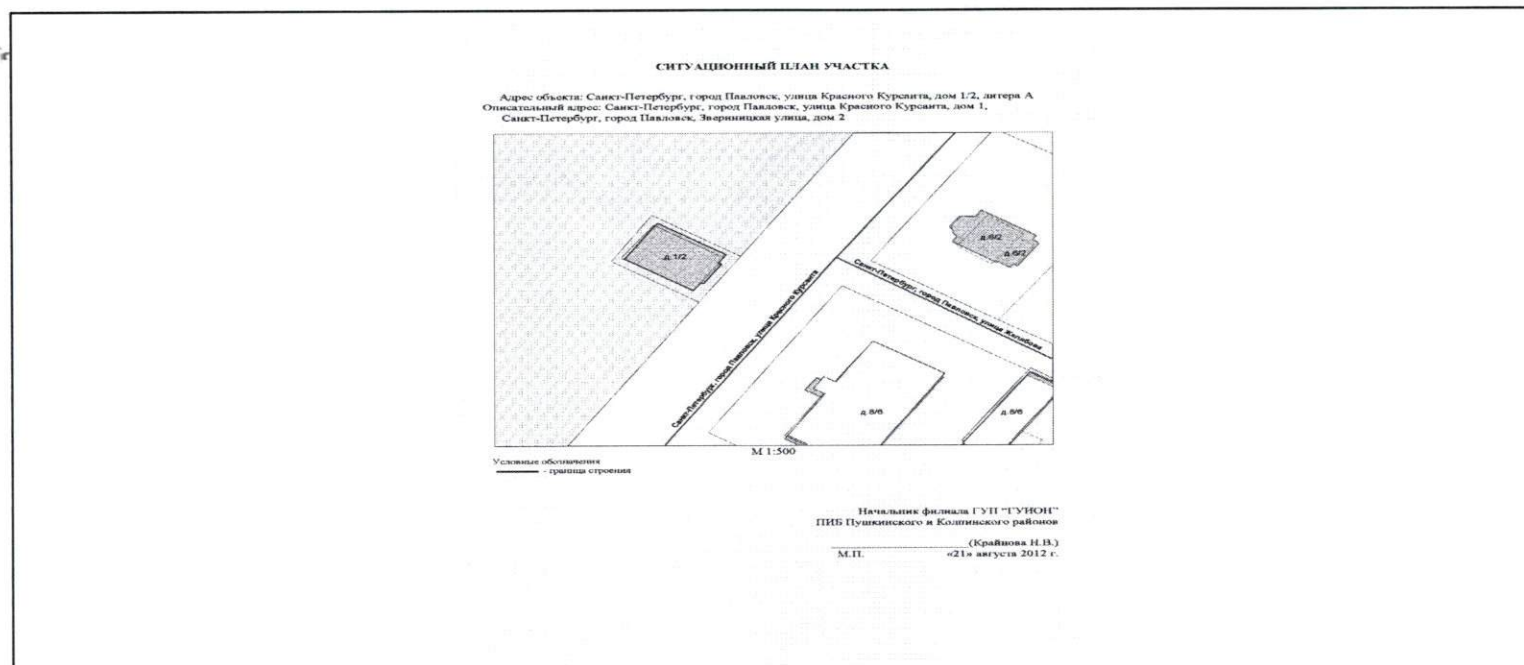 СИТУАЦИОННЫЙ ПЛАН УЧАСТКА
Адрес объекта: Санкт-Петербург, город Павловск, улица Красного Курсанта, дом 1/2, литера А
Описательный адрес: Санкт-Петербург, город Павловск, улица Красного Курсанта, дом 1,
Санкт-Петербург, город Павловск, Звериницкая улица, дом 2
д.1/2
д.6/2
д.6/2
Санкт-Петербург, город Павловск, улица Красного Курсанта
Санкт-Петербург, город Павловск, улица Желябова
д.8/6
д.8/6
М 1:500
Условные обозначения
- граница строения
Начальник филиала ГУП "ГУИОН"
ПИБ Пушкинского и Колпинского районов
(Крайнова Н.В.)
М.П. «21» августа 2012 г.